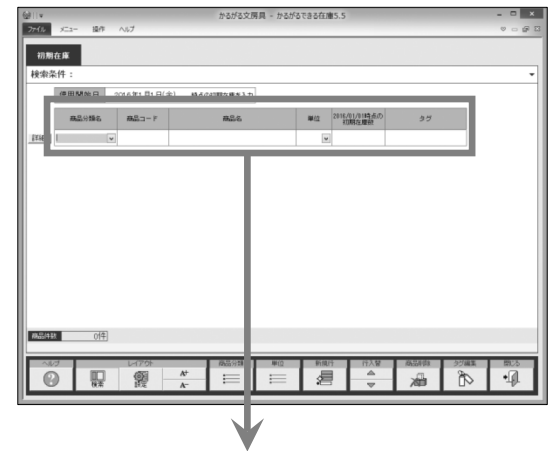 かるがる文房具 - かるがるできる在庫5.5
ファイル メニュー 操作 ヘルプ
初期在庫
検索条件：
使用開始日 2016年1月1日(金) 時点の初期在庫を入力
商品分類名 商品コード 商品名 単位 2016/01/01時点の初期在庫数 タグ
詳細
商品件数 0件
ヘルプ レイアウト 商品分類 単位 新規行 行入替 商品削除 タグ編集 閉じる
検索 設定 A+
A-